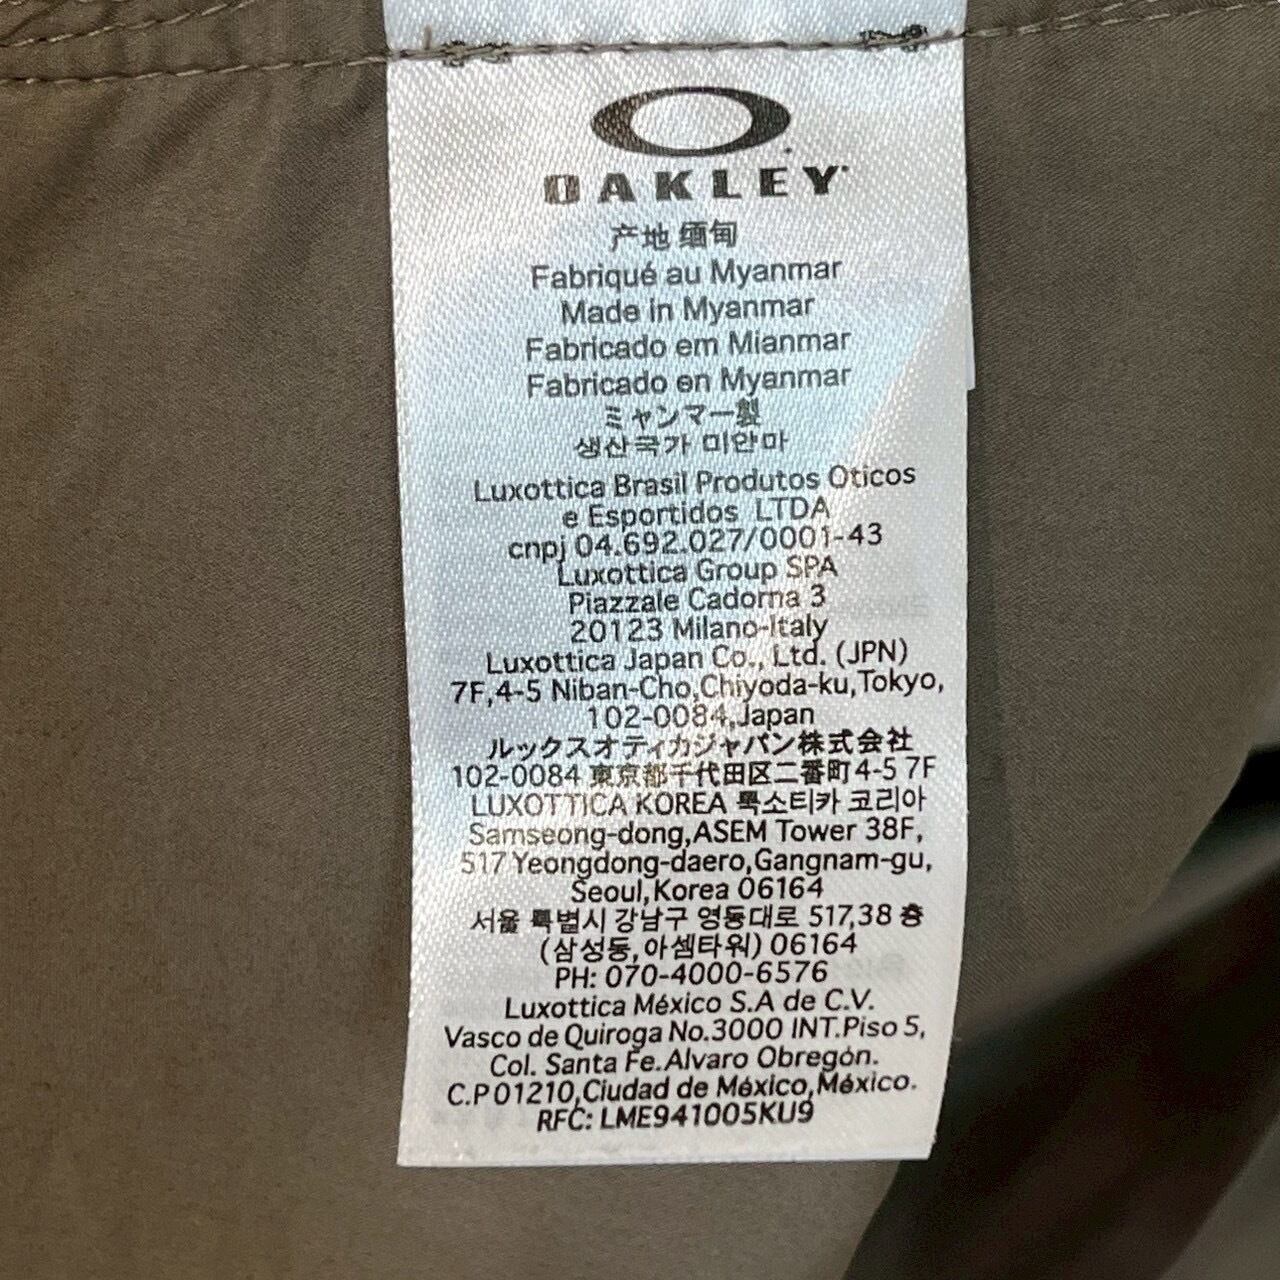 OAKLEY
产地 缅甸
Fabriqué au Myanmar
Made in Myanmar
Fabricado em Mianmar
Fabricado en Myanmar
ミャンマー製
생산국가 미얀마
Luxottica Brasil Produtos Oticos
e Esportidos LTDA
cnpj 04.692.027/0001-43
Luxottica Group SPA
Piazzale Cadorna 3
20123 Milano-Italy
Luxottica Japan Co., Ltd. (JPN)
7F,4-5 Niban-Cho,Chiyoda-ku,Tokyo,
102-0084,Japan
ルックスオティカジャパン株式会社
102-0084 東京都千代田区二番町4-5 7F
LUXOTTICA KOREA 룩소티카 코리아
Samseong-dong,ASEM Tower 38F,
517 Yeongdong-daero,Gangnam-gu,
Seoul,Korea 06164
서울 특별시 강남구 영동대로 517,38 층
(삼성동,아셈타워) 06164
PH: 070-4000-6576
Luxottica México S.A de C.V.
Vasco de Quiroga No.3000 INT.Piso 5,
Col. Santa Fe.Alvaro Obregón.
C.P 01210,Ciudad de México,México.
RFC: LME941005KU9